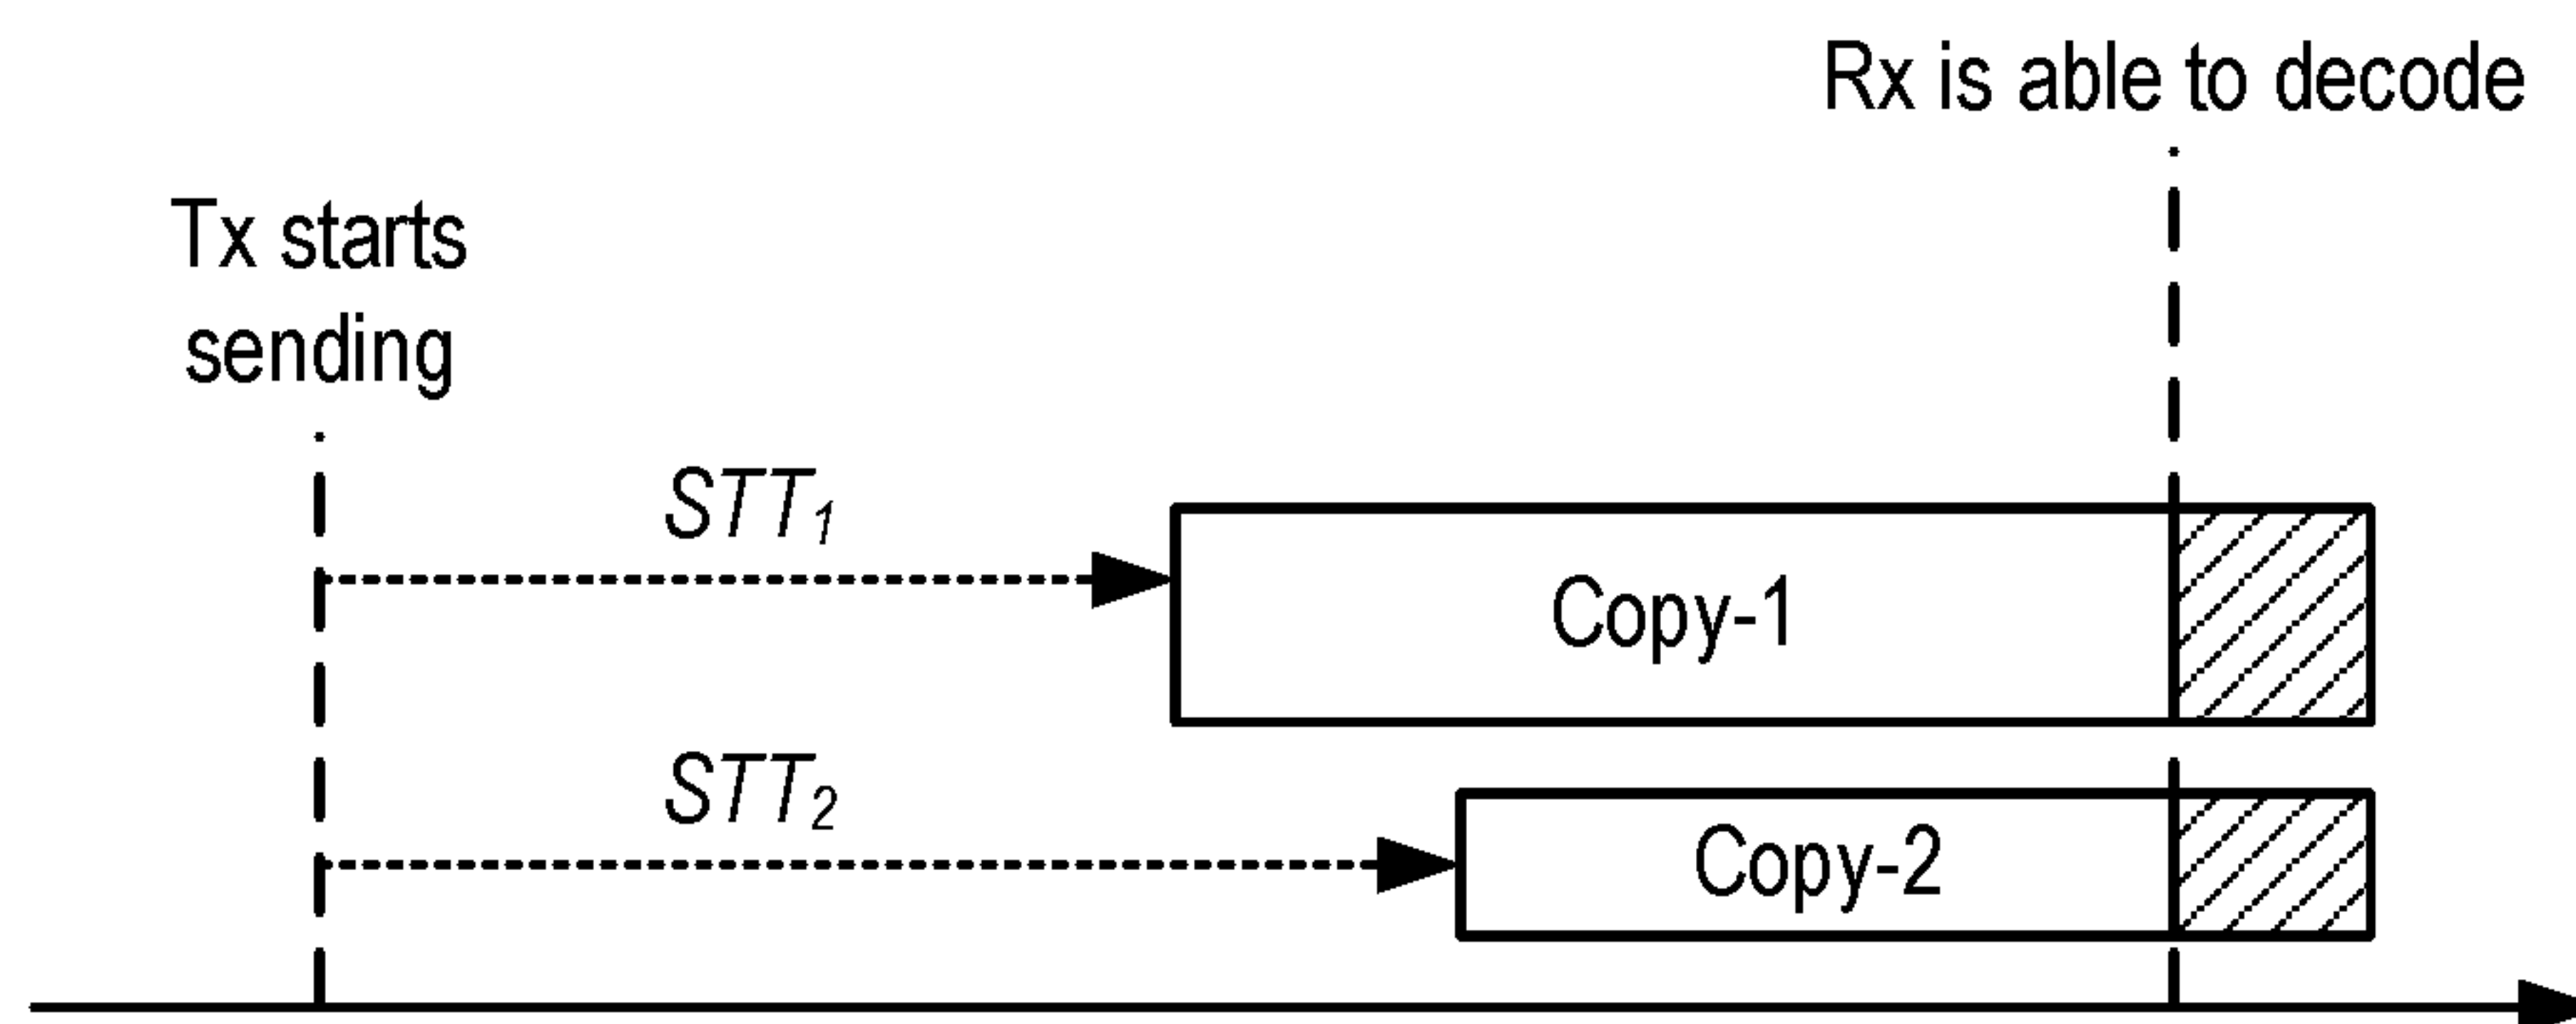 Rx is able to decode
Tx starts
sending
STT1
Copy-1
STT2
Copy-2